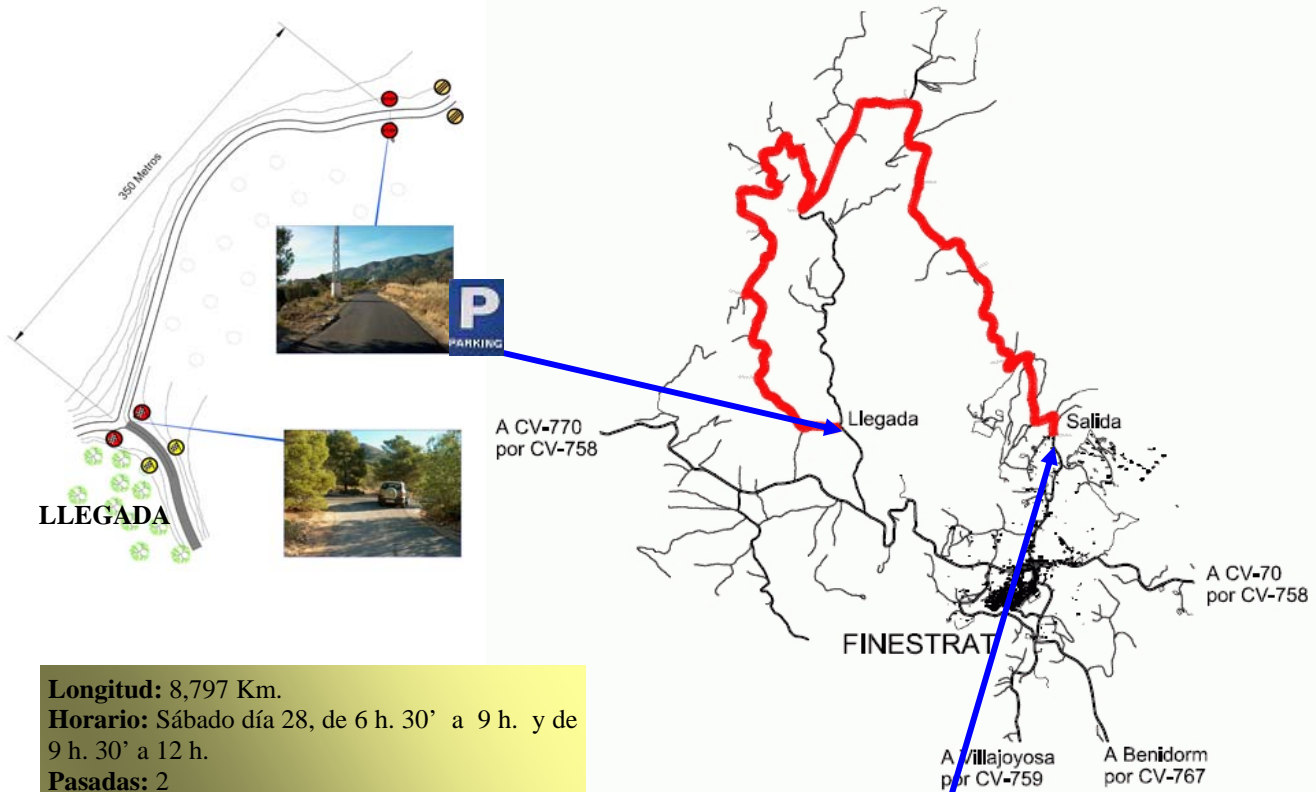 350 Metros
P
PARKING
LLEGADA
A CV-770
por CV-758
Llegada
Salida
A CV-70
por CV-758
FINESTRAT
A Villajoyosa
por CV-759
A Benidorm
por CV-767
Longitud: 8,797 Km.
Horario: Sábado día 28, de 6 h. 30’ a 9 h. y de
9 h. 30’ a 12 h.
Pasadas: 2